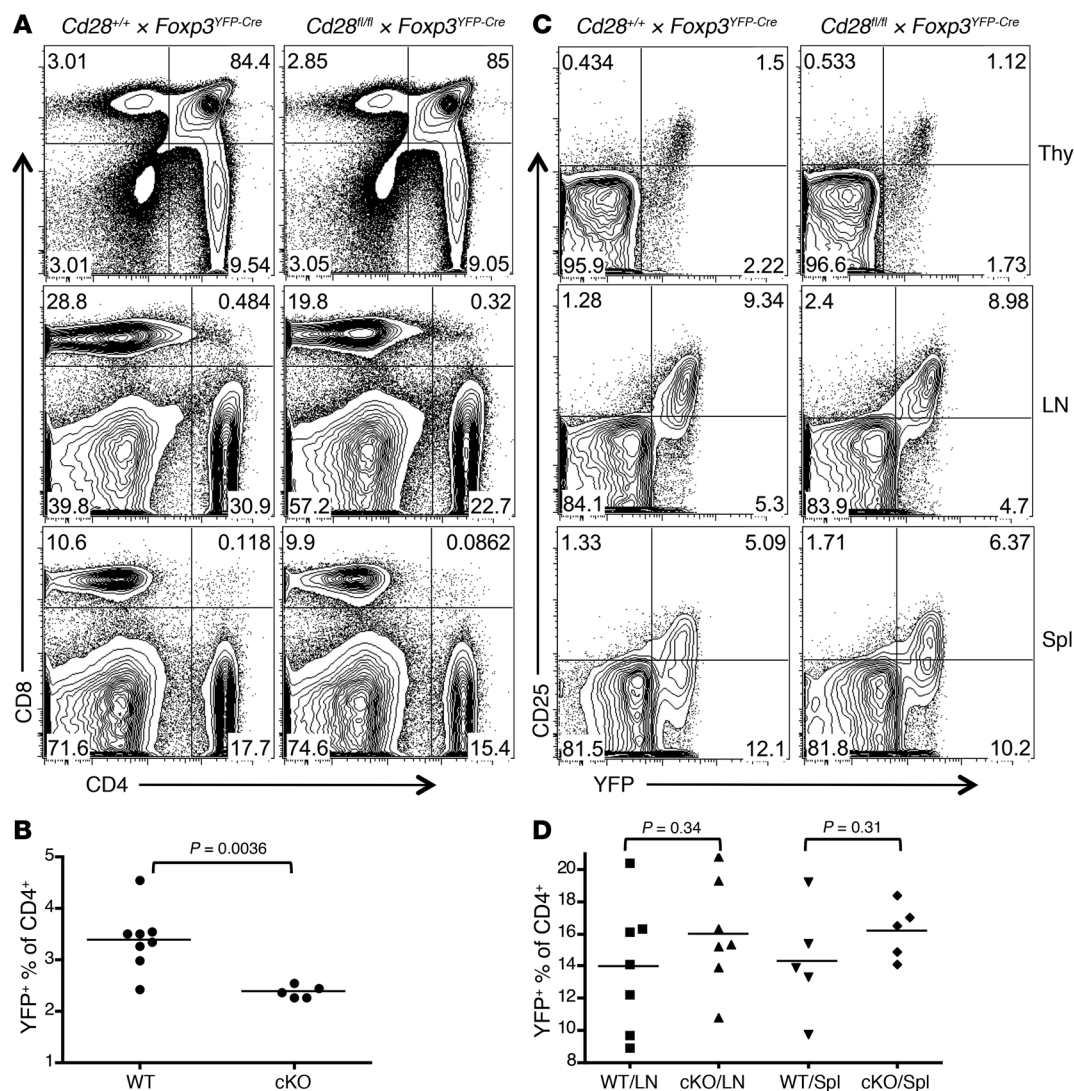 A
Cd28+/+ × Foxp3YFP-Cre
Cd28fl/fl × Foxp3YFP-Cre
3.01 84.4
3.01 9.54
2.85 85
3.05 9.05
28.8 0.484
39.8 30.9
19.8 0.32
57.2 22.7
10.6 0.118
71.6 17.7
9.9 0.0862
74.6 15.4
CD8
CD4
C
Cd28+/+ × Foxp3YFP-Cre
Cd28fl/fl × Foxp3YFP-Cre
0.434 1.5
95.9 2.22
0.533 1.12
96.6 1.73
Thy
1.28 9.34
84.1 5.3
2.4 8.98
83.9 4.7
LN
1.33 5.09
81.5 12.1
1.71 6.37
81.8 10.2
Spl
CD25
YFP
B
P = 0.0036
YFP+ % of CD4+
5
4
3
2
1
WT cKO
D
P = 0.34
P = 0.31
YFP+ % of CD4+
20
18
16
14
12
10
8
WT/LN cKO/LN WT/Spl cKO/Spl